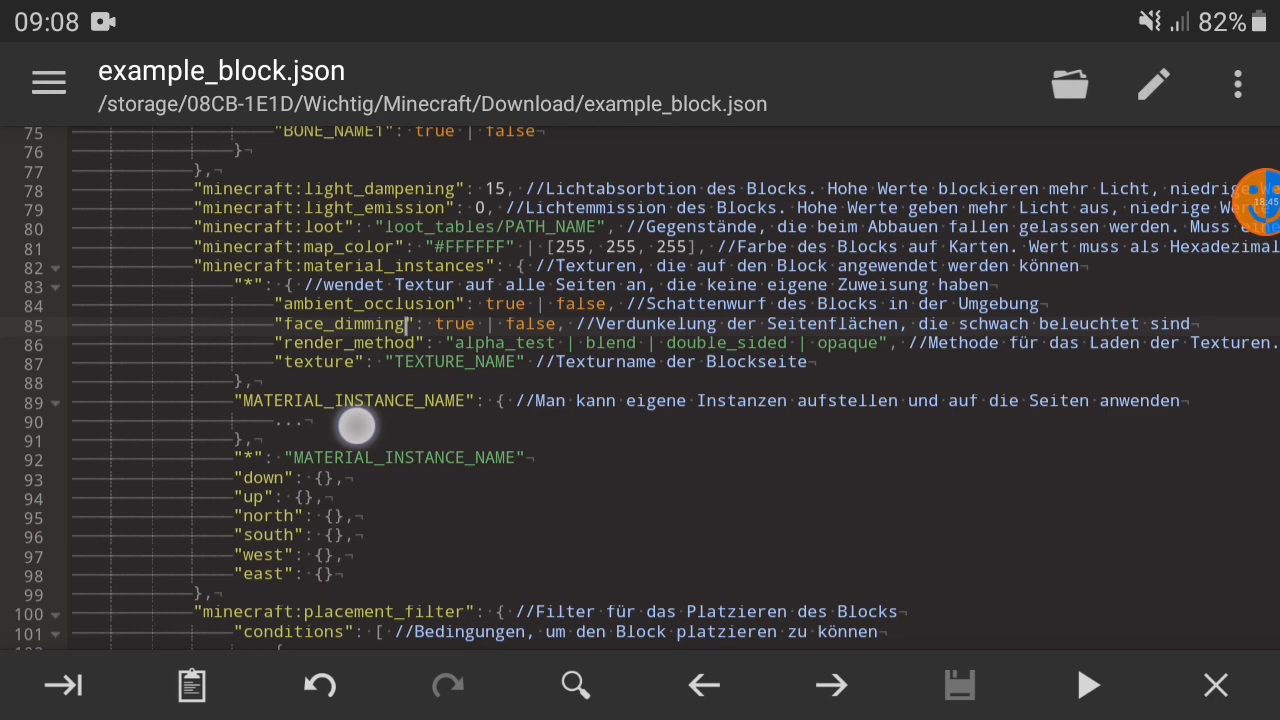 09:08
82%
example_block.json
/storage/08CB-1E1D/Wichtig/Minecraft/Download/example_block.json
75 "BONE_NAME1": true | false
76 }
77 },
78 "minecraft:light_dampening": 15, //Lichtabsorbtion des Blocks. Hohe Werte blockieren mehr Licht, niedrige
79 "minecraft:light_emission": 0, //Lichtemmission des Blocks. Hohe Werte geben mehr Licht aus, niedrige
80 "minecraft:loot": "loot_tables/PATH_NAME", //Gegenstände, die beim Abbauen fallen gelassen werden. Muss
18:45
81 "minecraft:map_color": "#FFFFFF" | [255, 255, 255], //Farbe des Blocks auf Karten. Wert muss als Hexadezimal
82 "minecraft:material_instances": { //Texturen, die auf den Block angewendet werden können
83 "*": { //wendet Textur auf alle Seiten an, die keine eigene Zuweisung haben
84 "ambient_occlusion": true | false, //Schattenwurf des Blocks in der Umgebung
85 "face_dimming": true | false, //Verdunkelung der Seitenflächen, die schwach beleuchtet sind
86 "render_method": "alpha_test | blend | double_sided | opaque", //Methode für das Laden der Texturen.
87 "texture": "TEXTURE_NAME" //Texturname der Blockseite
88 },
89 "MATERIAL_INSTANCE_NAME": { //Man kann eigene Instanzen aufstellen und auf die Seiten anwenden
90 ...
91 },
92 "*": "MATERIAL_INSTANCE_NAME"
93 "down": {},
94 "up": {},
95 "north": {},
96 "south": {},
97 "west": {},
98 "east": {}
99 },
100 "minecraft:placement_filter": { //Filter für das Platzieren des Blocks
101 "conditions": [ //Bedingungen, um den Block platzieren zu können